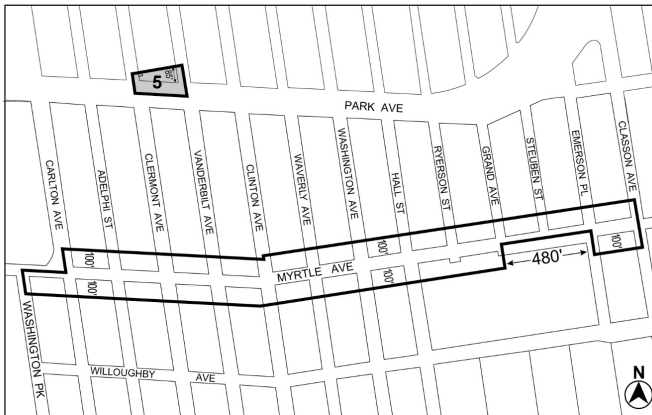 85'
5
PARK AVE
CARLTON AVE
ADELPHI ST
CLERMONT AVE
VANDERBILT AVE
CLINTON AVE
WAVERLY AVE
WASHINGTON AVE
HALL ST
RYERSON ST
GRAND AVE
STEUBEN ST
EMERSON PL
CLASSON AVE
100'
100'
100'
MYRTLE AVE
480'
100'
100'
WASHINGTON PK
WILLOUGHBY AVE
N